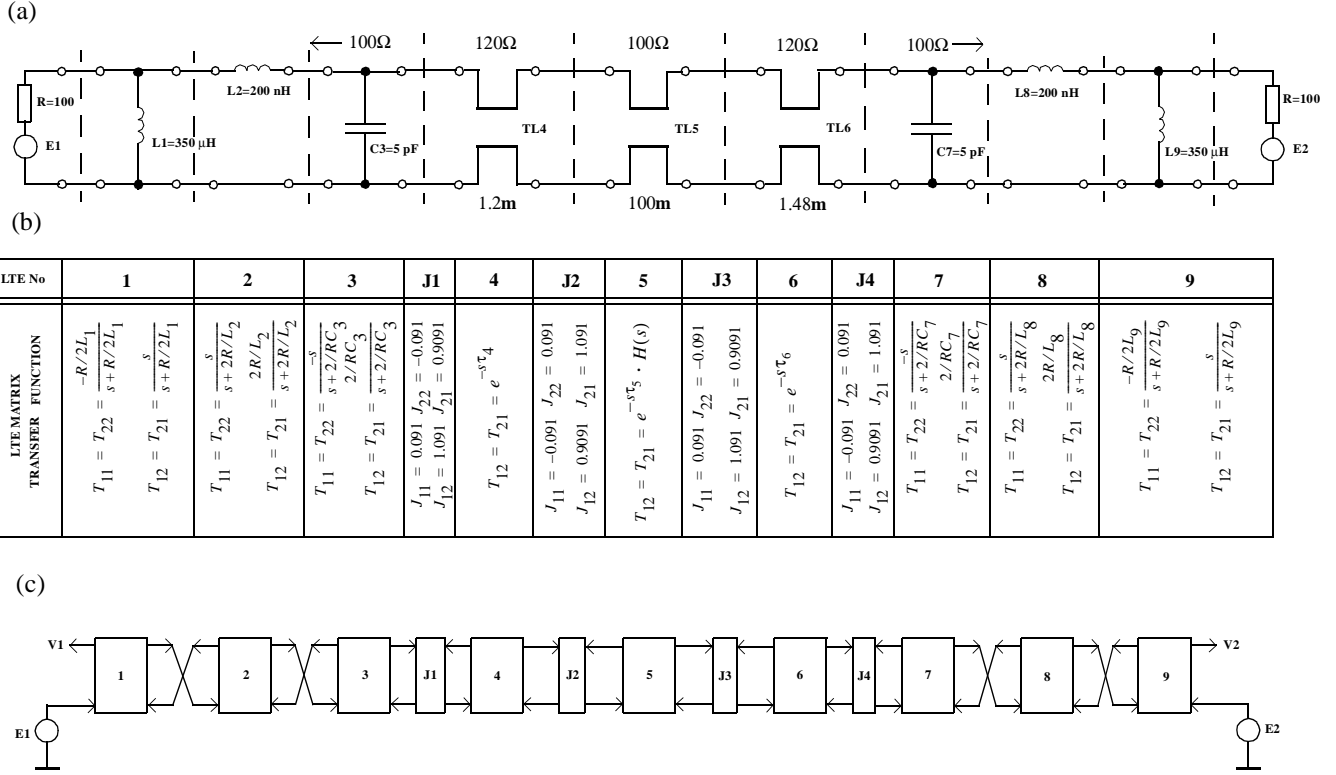 (a)
100Ω 120Ω 100Ω 120Ω 100Ω
R=100
E1
L1=350 μH
L2=200 nH
C3=5 pF
TL4
TL5
TL6
C7=5 pF
L8=200 nH
L9=350 μH
R=100
E2
1.2m 100m 1.48m
(b)
LTE No 1 2 3 J1 4 J2 5 J3 6 J4 7 8 9
LTE MATRIX
TRANSFER FUNCTION
T11 = T22 = -R/2L1 / s+R/2L1
T12 = T21 = s / s+R/2L1
T11 = T22 = s / s+2R/L2
T12 = T21 = 2R/L2 / s+2R/L2
T11 = T22 = -s / s+2//RC3
T12 = T21 = 2/RC3 / s+2//RC3
J11 = 0.091 J22 = -0.091
J12 = 1.091 J21 = 0.9091
T12 = T21 = e^-sτ4
J11 = -0.091 J22 = 0.091
J12 = 0.9091 J21 = 1.091
T12 = T21 = e^-sτ5 · H(s)
J11 = 0.091 J22 = -0.091
J12 = 1.091 J21 = 0.9091
T12 = T21 = e^-sτ6
J11 = -0.091 J22 = 0.091
J12 = 0.9091 J21 = 1.091
T11 = T22 = -s / s+2//RC7
T12 = T21 = 2/RC7 / s+2/RC7
T11 = T22 = s / s+2R/L8
T12 = T21 = 2R/L8 / s+2R/L8
T11 = T22 = -R/2L9 / s+R/2L9
T12 = T21 = s / s+R/2L9
(c)
V1 1 2 3 J1 4 J2 5 J3 6 J4 7 8 9 V2
E1 E2